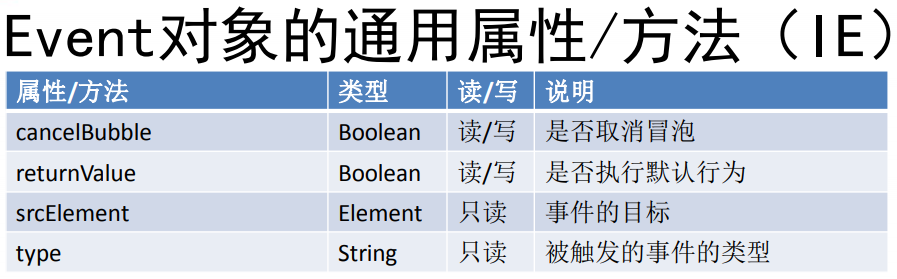 Event对象的通用属性/方法（IE）
属性/方法 类型 读/写 说明
cancelBubble Boolean 读/写 是否取消冒泡
returnValue Boolean 读/写 是否执行默认行为
srcElement Element 只读 事件的目标
type String 只读 被触发的事件的类型